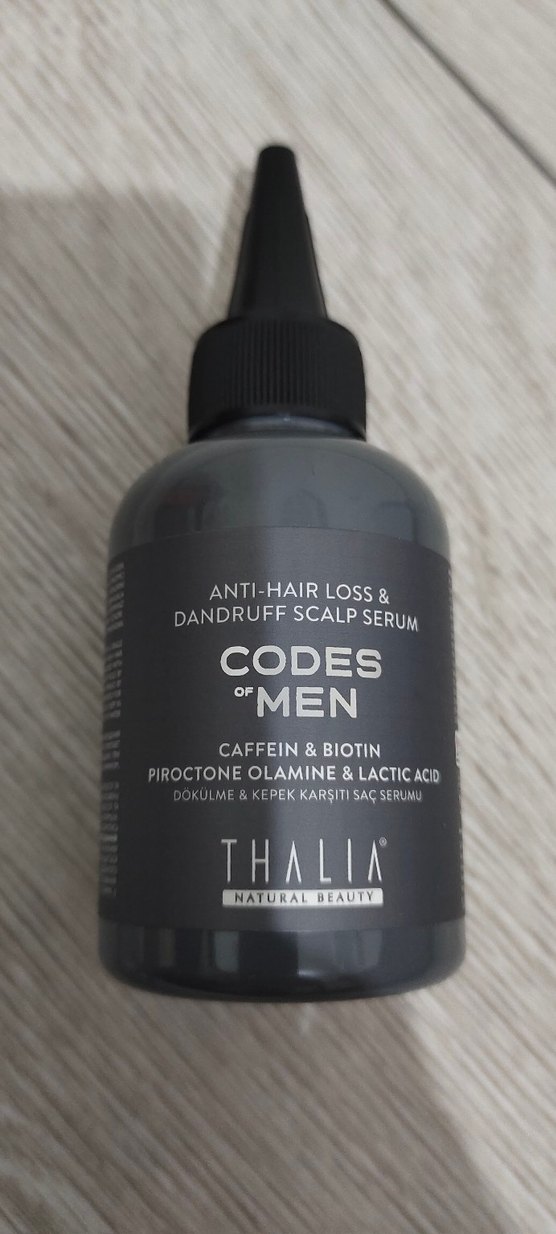 ANTI-HAIR LOSS &
DANDRUFF SCALP SERUM
CODES
OF MEN
CAFFEIN & BIOTIN
PIROCTONE OLAMINE & LACTIC ACID
DÖKÜLME & KEPEK KARŞITI SAÇ SERUMU
THALIA®
NATURAL BEAUTY